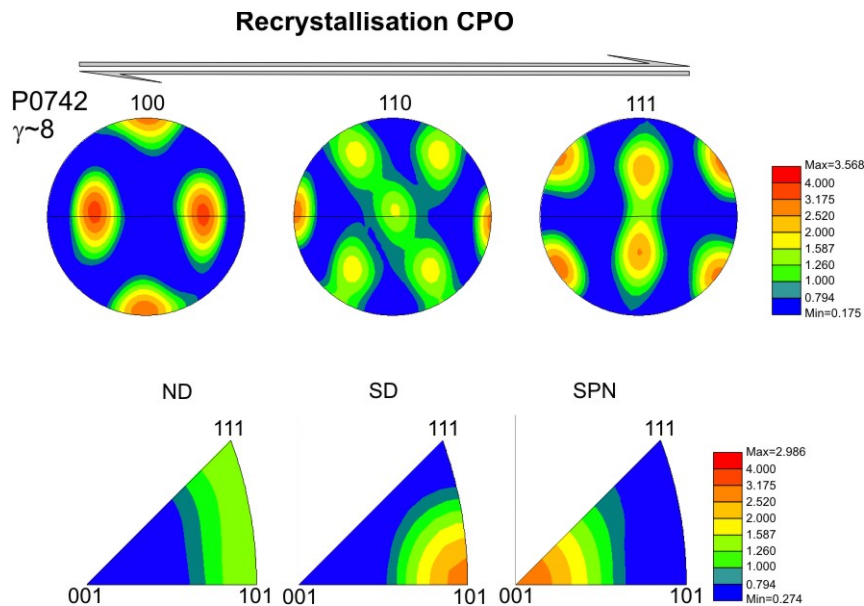 Recrystallisation CPO
P0742
γ~8
100 110 111
Max=3.568
4.000
3.175
2.520
2.000
1.587
1.260
1.000
0.794
Min=0.175
ND SD SPN
111 111 111
Max=2.986
4.000
3.175
2.520
2.000
1.587
1.260
1.000
0.794
Min=0.274
001 101 001 101 001 101